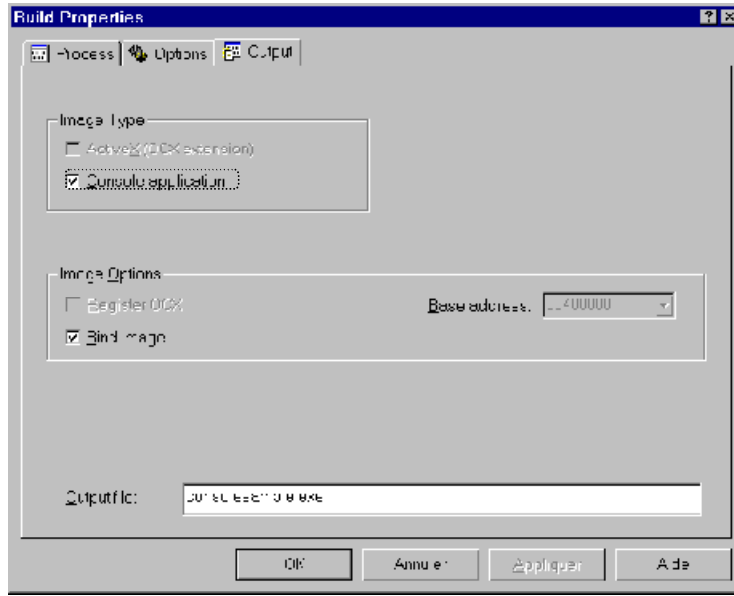 Build Properties
Process Options Output
Image Type
ActiveX (OCX extension)
Console application
Image Options
Register OCX
Base address:
Bind image
Output file:
OK Annuler Appliquer Aide